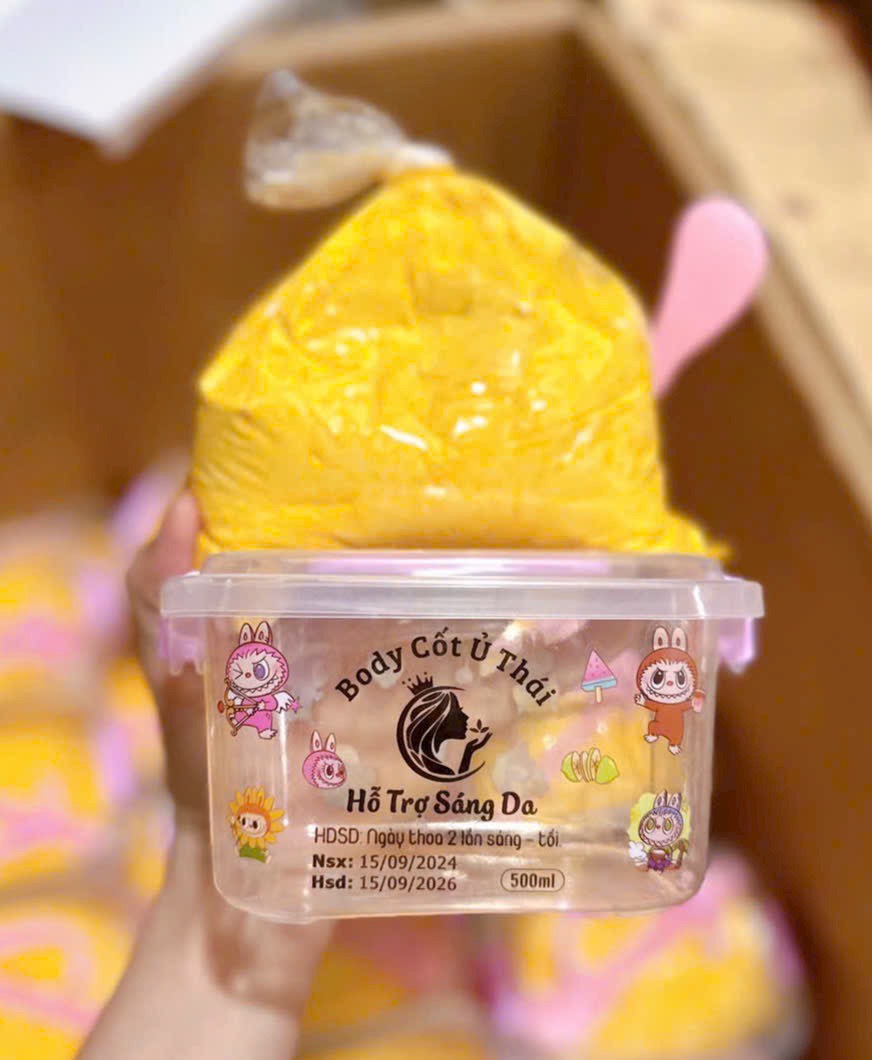 Body Cốt Ủ Thái
Hỗ Trợ Sáng Da
HDSD: Ngày thoa 2 lần sáng - tối.
Nsx: 15/09/2024
Hsd: 15/09/2026
500ml